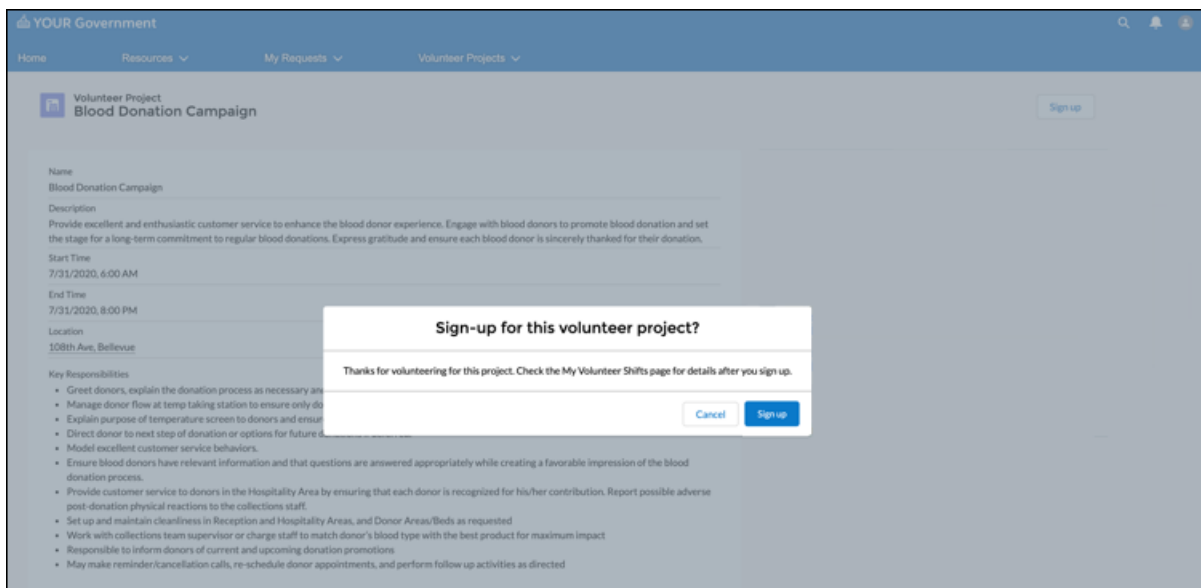 YOUR Government
Home Resources My Requests Volunteer Projects
Volunteer Project
Blood Donation Campaign
Sign up
Name
Blood Donation Campaign
Description
Provide excellent and enthusiastic customer service to enhance the blood donor experience. Engage with blood donors to promote blood donation and set
the stage for a long-term commitment to regular blood donations. Express gratitude and ensure each blood donor is sincerely thanked for their donation.
Start Time
7/31/2020, 6:00 AM
End Time
7/31/2020, 8:00 PM
Location
108th Ave, Bellevue
Key Responsibilities
• Greet donors, explain the donation process as necessary an
• Manage donor flow at temp taking station to ensure only do
• Explain purpose of temperature screen to donors and ensur
• Direct donor to next step of donation or options for future
• Model excellent customer service behaviors.
• Ensure blood donors have relevant information and that questions are answered appropriately while creating a favorable impression of the blood
donation process.
• Provide customer service to donors in the Hospitality Area by ensuring that each donor is recognized for his/her contribution. Report possible adverse
post-donation physical reactions to the collections staff.
• Set up and maintain cleanliness in Reception and Hospitality Areas, and Donor Areas/Beds as requested
• Work with collections team supervisor or charge staff to match donor's blood type with the best product for maximum impact
• Responsible to inform donors of current and upcoming donation promotions
• May make reminder/cancellation calls, re-schedule donor appointments, and perform follow up activities as directed
Sign-up for this volunteer project?
Thanks for volunteering for this project. Check the My Volunteer Shifts page for details after you sign up.
Cancel Sign up